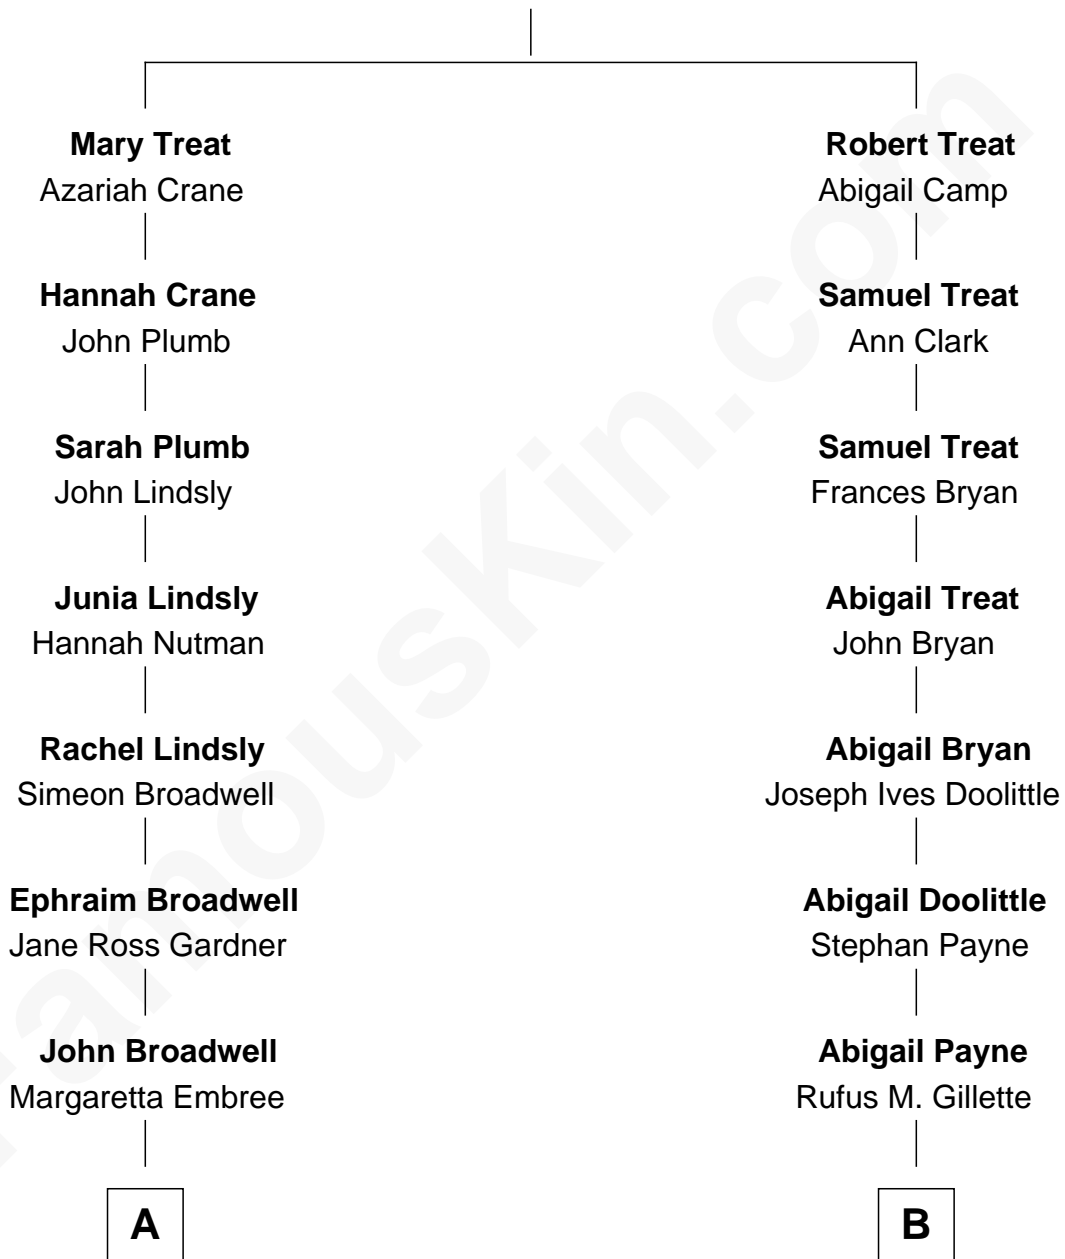 Mary Treat
Azariah Crane
Hannah Crane
John Plumb
Sarah Plumb
John Lindsly
Junia Lindsly
Hannah Nutman
Rachel Lindsly
Simeon Broadwell
Ephraim Broadwell
Jane Ross Gardner
John Broadwell
Margaretta Embree
A
Robert Treat
Abigail Camp
Samuel Treat
Ann Clark
Samuel Treat
Frances Bryan
Abigail Treat
John Bryan
Abigail Bryan
Joseph Ives Doolittle
Abigail Doolittle
Stephan Payne
Abigail Payne
Rufus M. Gillette
B
FamousKin.com